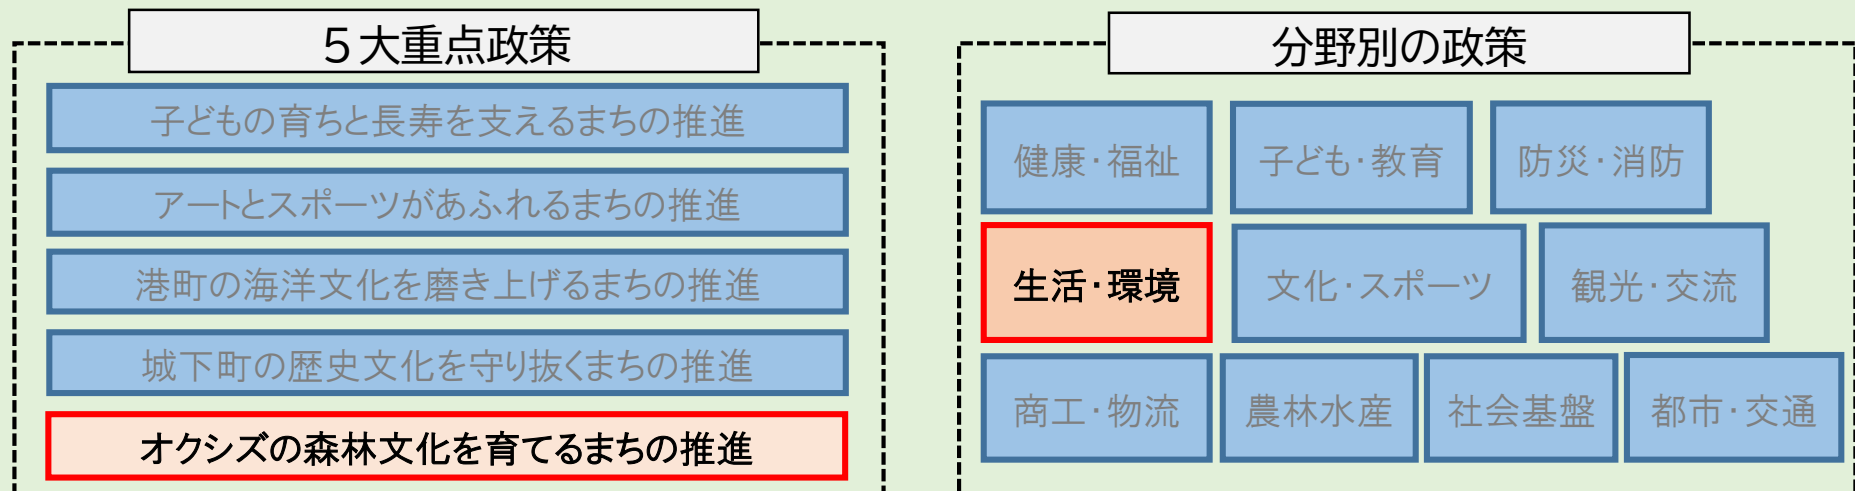 ５大重点政策
子どもの育ちと長寿を支えるまちの推進
アートとスポーツがあふれるまちの推進
港町の海洋文化を磨き上げるまちの推進
城下町の歴史文化を守り抜くまちの推進
オクシズの森林文化を育てるまちの推進
分野別の政策
健康・福祉
子ども・教育
防災・消防
生活・環境
文化・スポーツ
観光・交流
商工・物流
農林水産
社会基盤
都市・交通